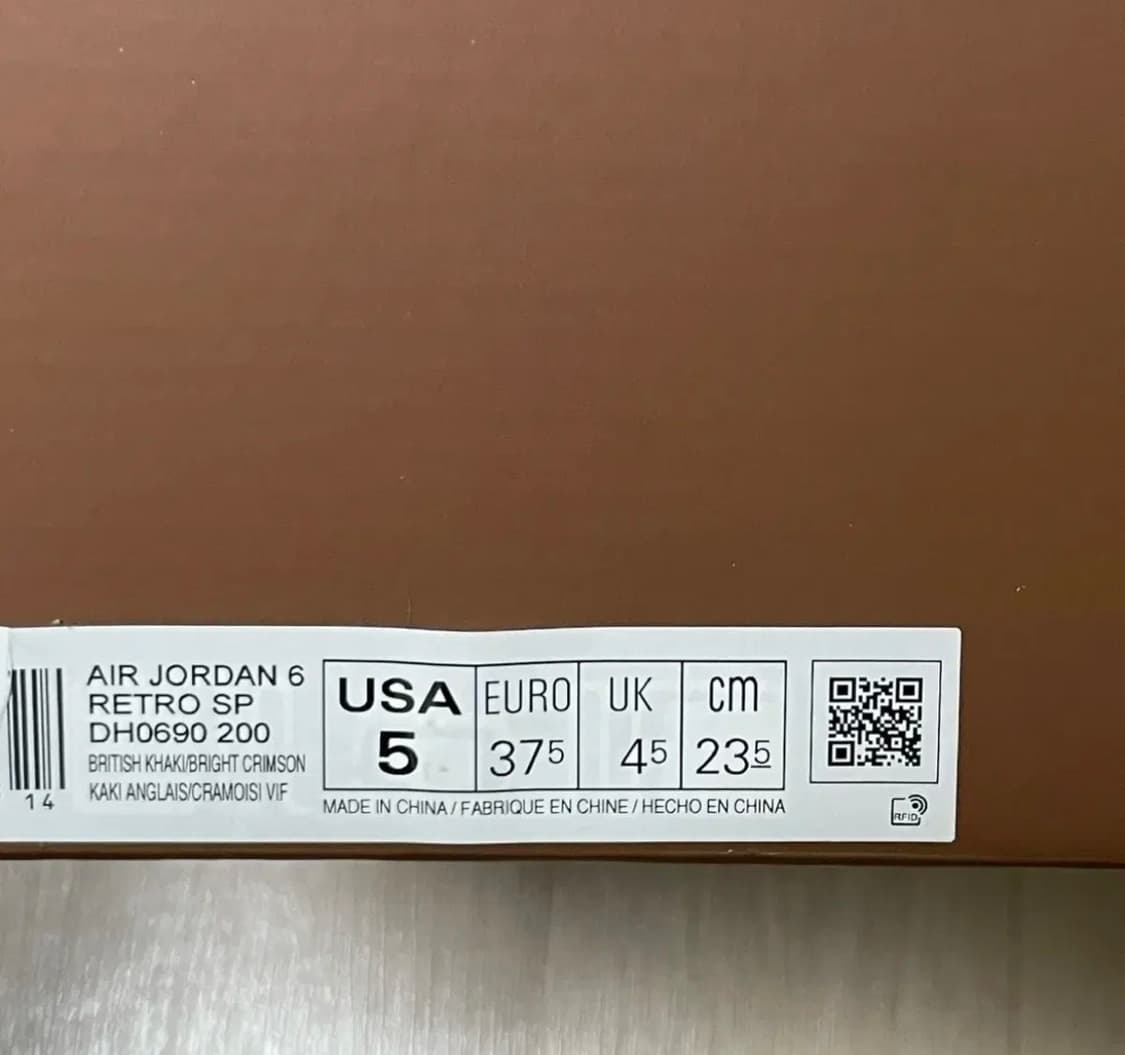 14
AIR JORDAN 6
RETRO SP
DH0690 200
BRITISH KHAKI/BRIGHT CRIMSON
KAKI ANGLAIS/CRAMOISI VIF
USA EURO UK cm
5 375 45 235
MADE IN CHINA / FABRIQUE EN CHINE / HECHO EN CHINA
RFID